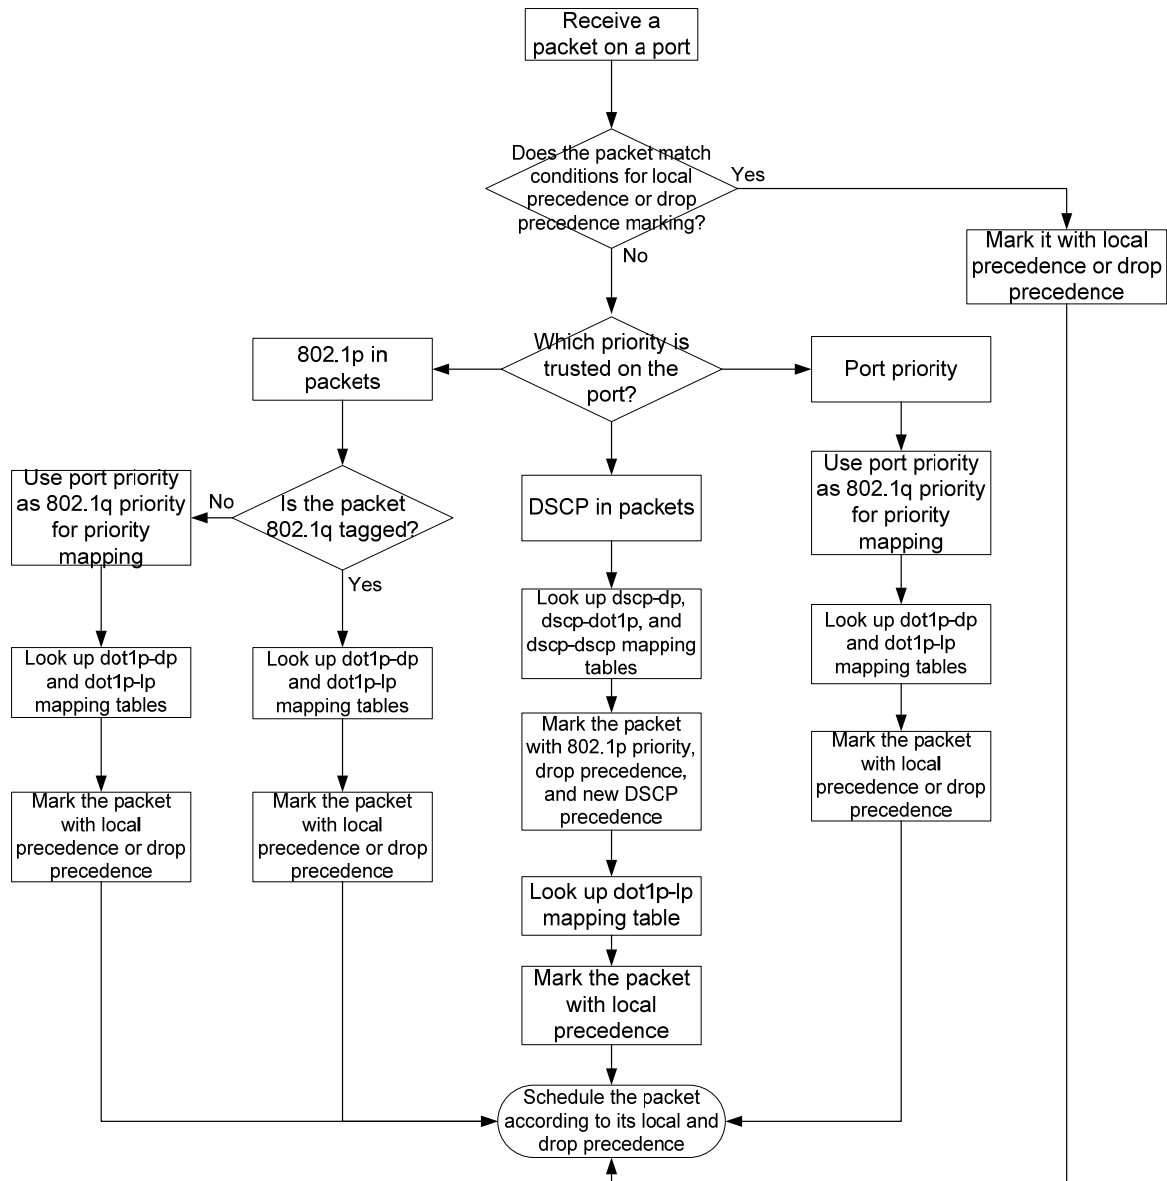 Receive a
packet on a port
Does the packet match
conditions for local
precedence or drop
precedence marking?
Yes
No
Mark it with local
precedence or drop
precedence
Which priority is
trusted on the
port?
802.1p in
packets
Port priority
Use port priority
as 802.1q priority
for priority
mapping
No
Is the packet
802.1q tagged?
Yes
DSCP in packets
Use port priority
as 802.1q priority
for priority
mapping
Look up dot1p-dp
and dot1p-lp
mapping tables
Look up dot1p-dp
and dot1p-lp
mapping tables
Look up dscp-dp,
dscp-dot1p, and
dscp-dscp mapping
tables
Look up dot1p-dp
and dot1p-lp
mapping tables
Mark the packet
with local
precedence or drop
precedence
Mark the packet
with local
precedence or drop
precedence
Mark the packet
with 802.1p priority,
drop precedence,
and new DSCP
precedence
Mark the packet
with local
precedence or drop
precedence
Look up dot1p-lp
mapping table
Mark the packet
with local
precedence
Schedule the packet
according to its local and
drop precedence